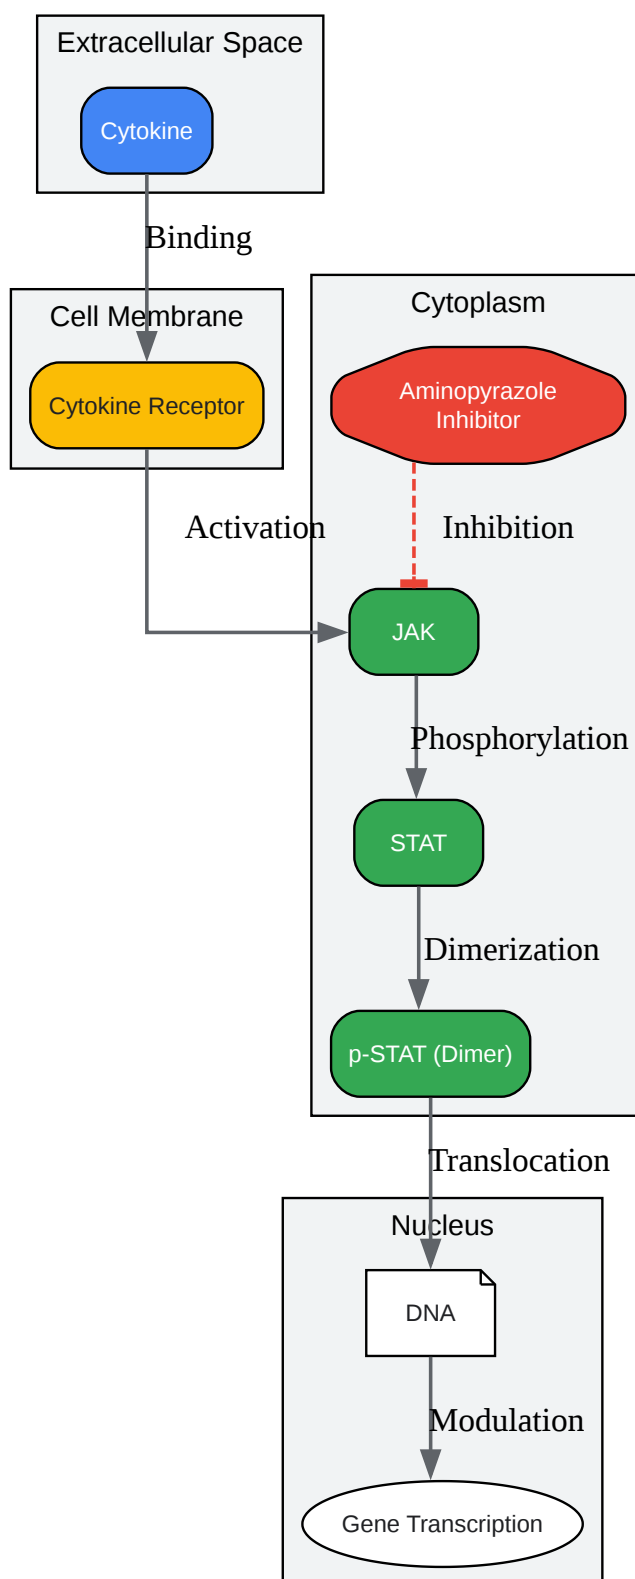 Extracellular Space
Cytokine
Binding
Cell Membrane
Cytokine Receptor
Cytoplasm
Aminopyrazole
Inhibitor
Activation
Inhibition
JAK
Phosphorylation
STAT
Dimerization
p-STAT (Dimer)
Translocation
Nucleus
DNA
Modulation
Gene Transcription